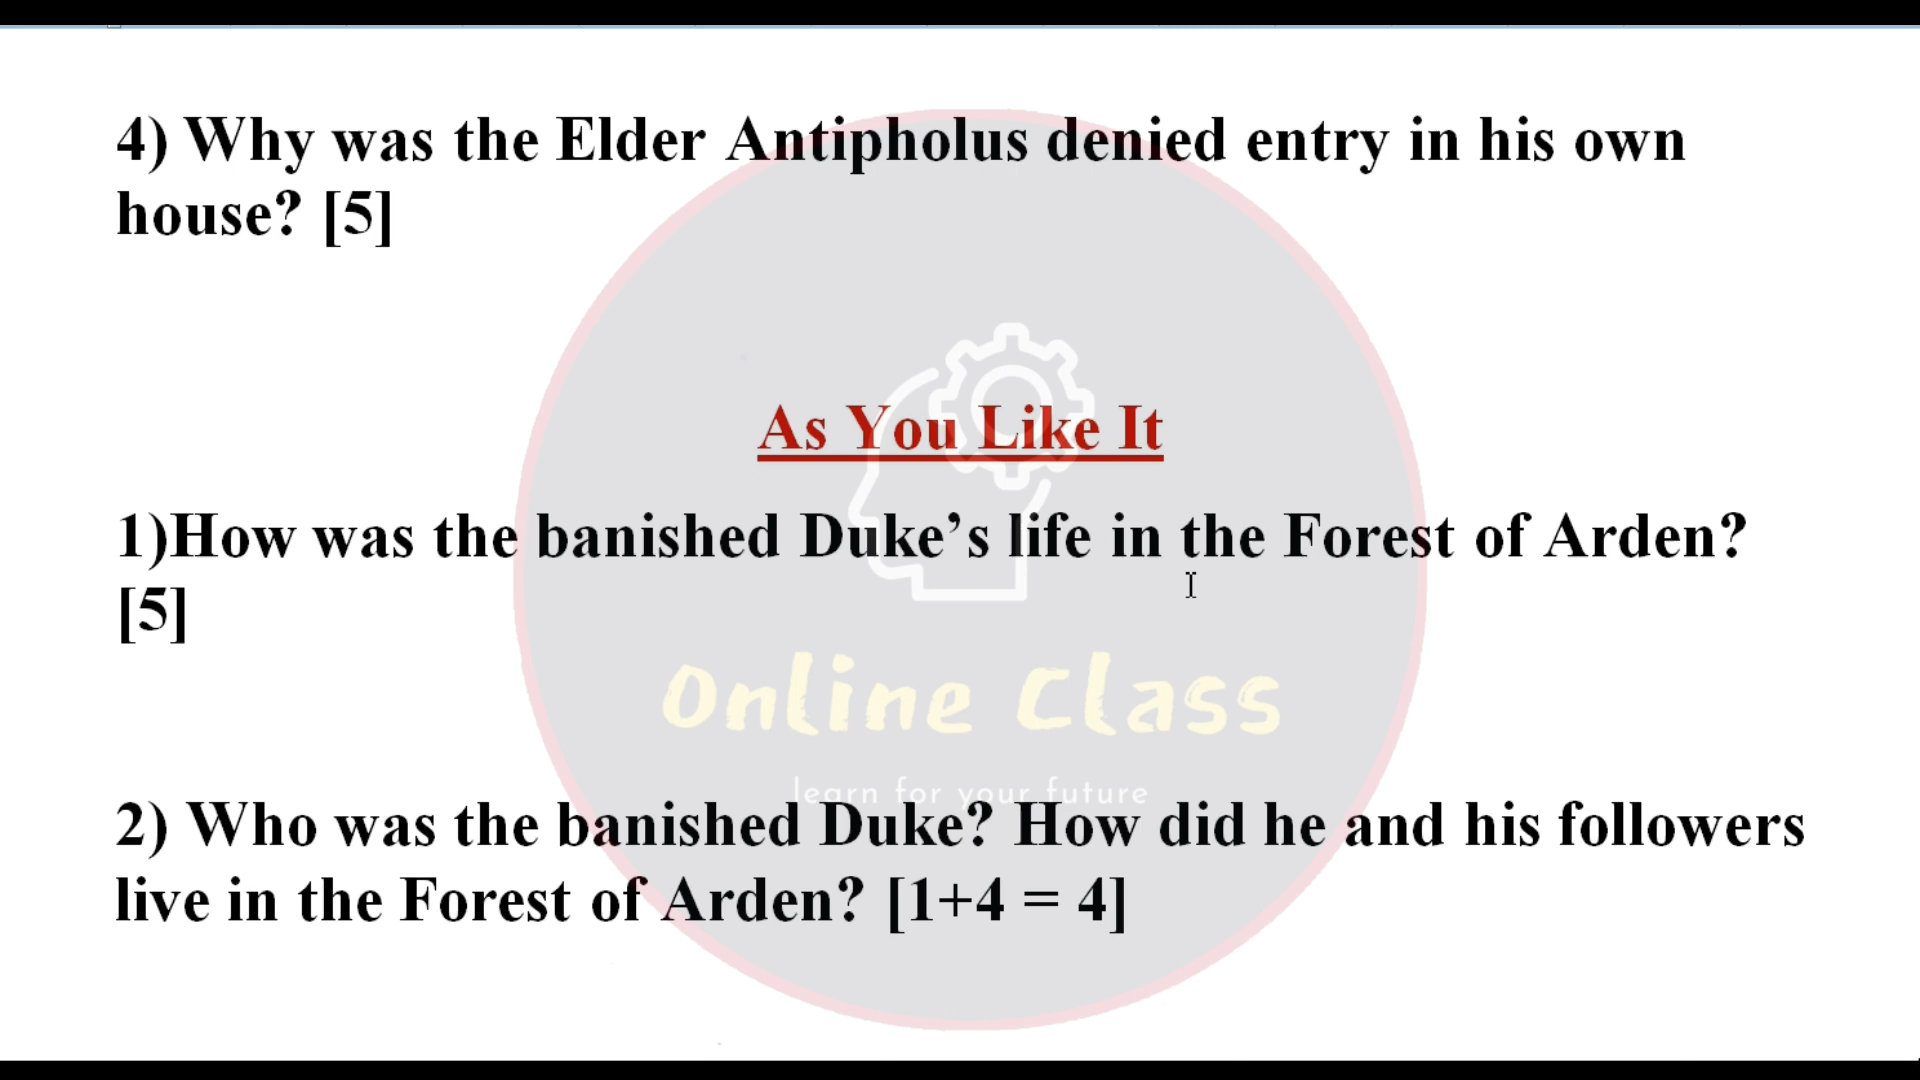 4) Why was the Elder Antipholus denied entry in his own
house? [5]
As You Like It
1)How was the banished Duke’s life in the Forest of Arden?
[5]
Online Class
learn for your future
2) Who was the banished Duke? How did he and his followers
live in the Forest of Arden? [1+4 = 4]